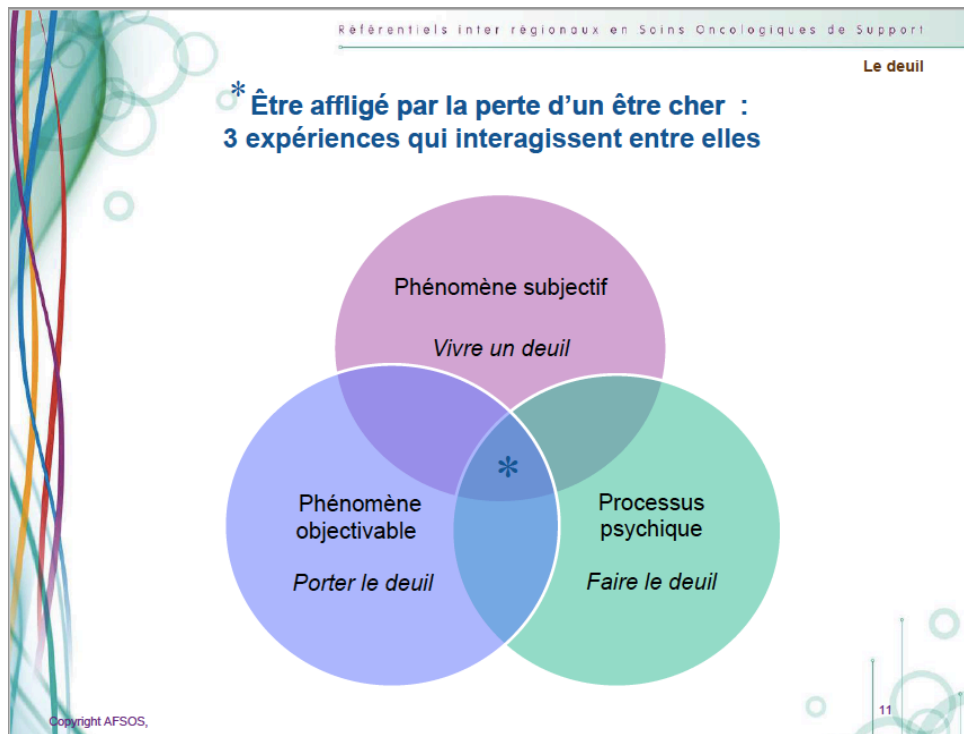 Référentiels inter régionaux en Soins Oncologiques de Support
Le deuil
* Être affligé par la perte d’un être cher :
3 expériences qui interagissent entre elles
Phénomène subjectif
Vivre un deuil
*
Phénomène
objectivable
Porter le deuil
Processus
psychique
Faire le deuil
Copyright AFSOS,
11